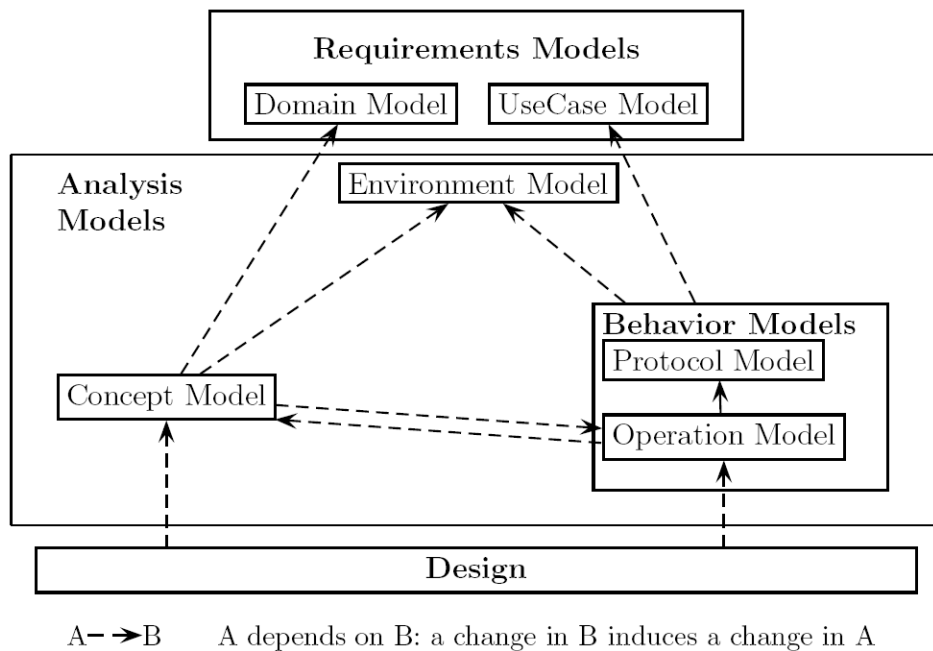 Requirements Models
Domain Model
UseCase Model
Analysis
Models
Environment Model
Behavior Models
Protocol Model
Concept Model
Operation Model
Design
A B A depends on B: a change in B induces a change in A